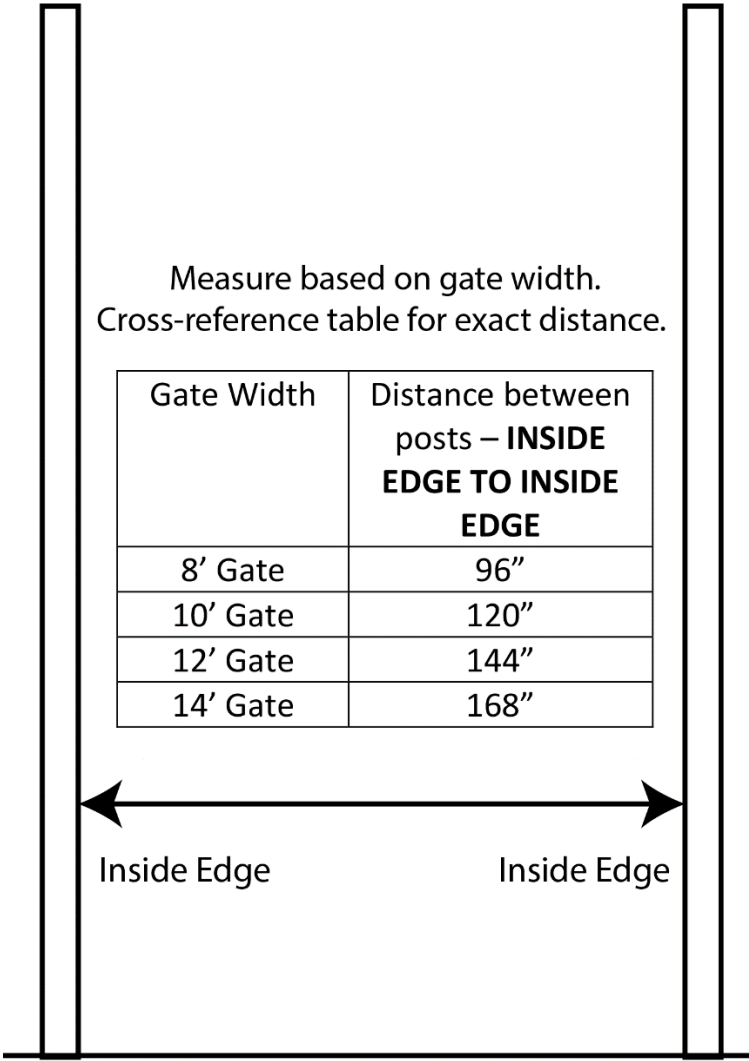 Measure based on gate width.
Cross-reference table for exact distance.
Gate Width
Distance between
posts – INSIDE
EDGE TO INSIDE
EDGE
8’ Gate 96”
10’ Gate 120”
12’ Gate 144”
14’ Gate 168”
Inside Edge Inside Edge